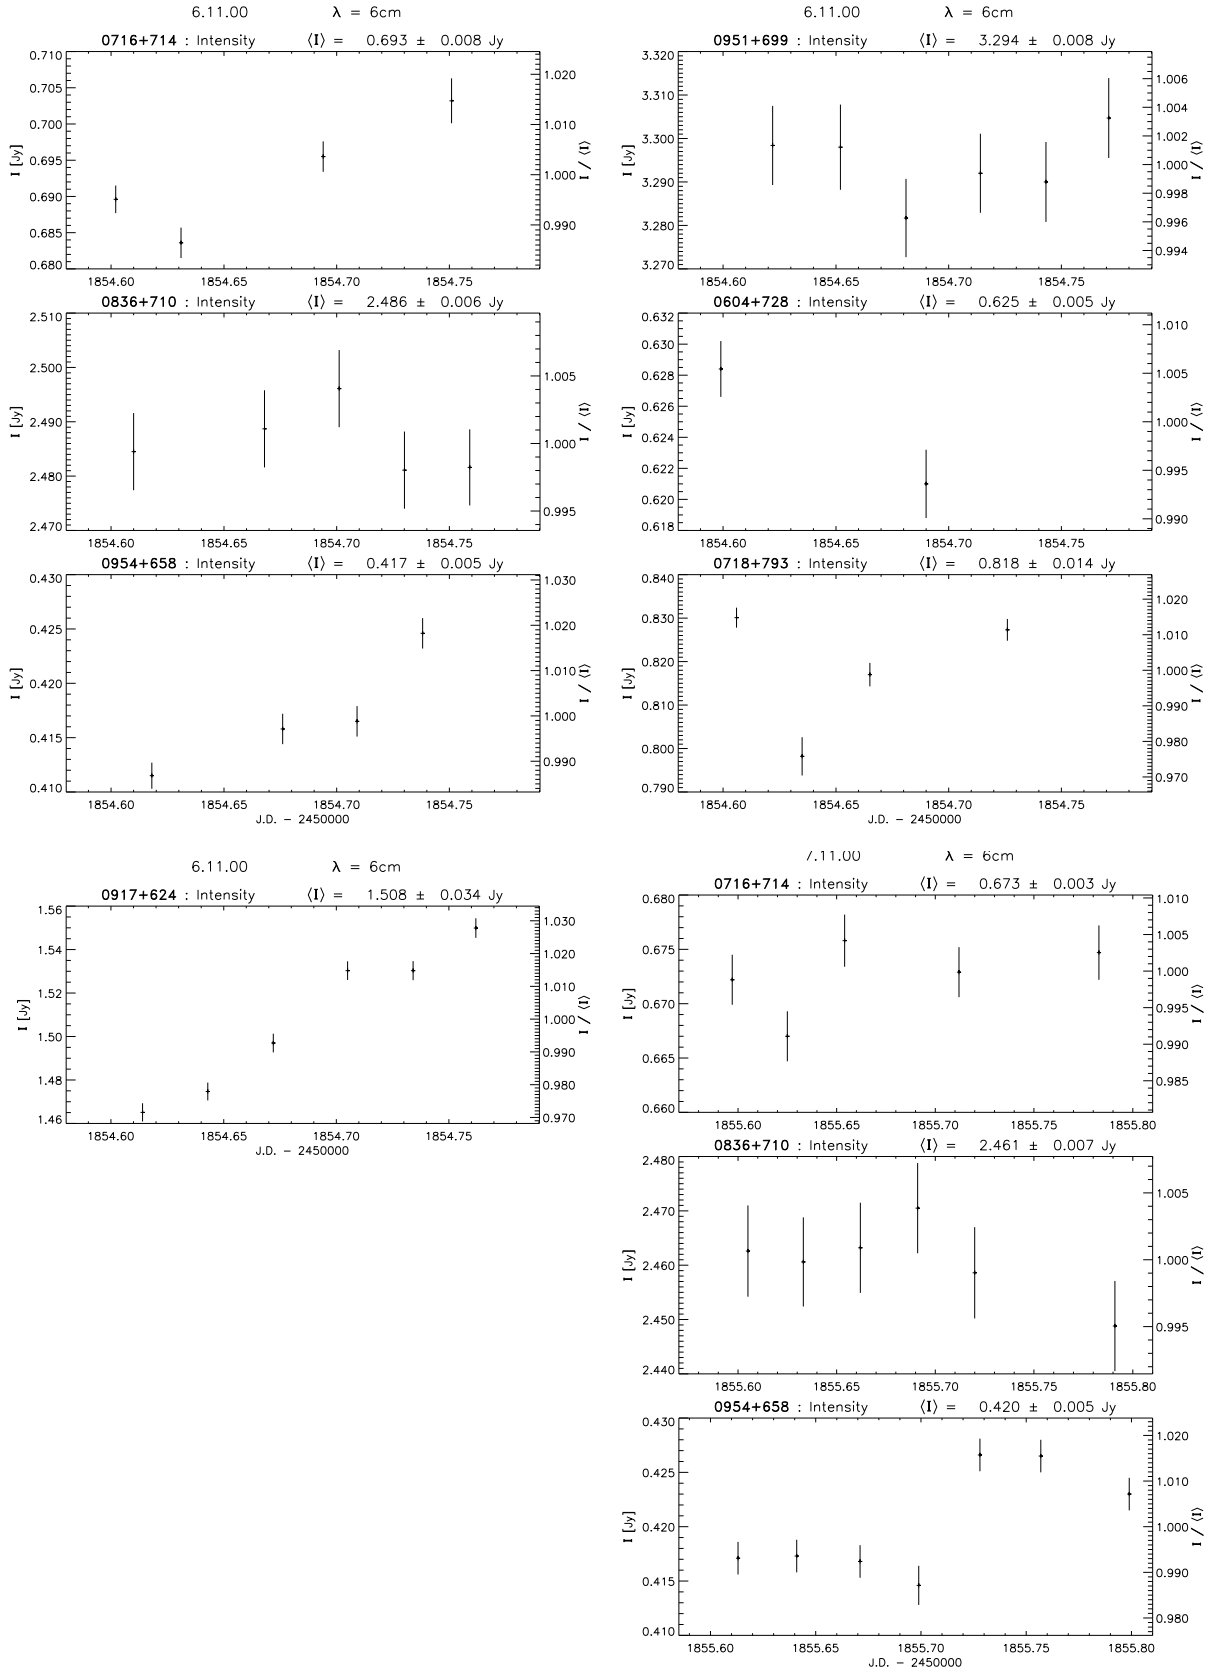 6.11.00 λ = 6cm
0716+714 : Intensity ⟨I⟩ = 0.693 ± 0.008 Jy
0.710
0.705
0.700
0.695
0.690
0.685
0.680
I [Jy]
1.020
1.010
1.000
0.990
I / ⟨I⟩
1854.60 1854.65 1854.70 1854.75
0836+710 : Intensity ⟨I⟩ = 2.486 ± 0.006 Jy
2.510
2.500
2.490
2.480
2.470
I [Jy]
1.005
1.000
0.995
I / ⟨I⟩
1854.60 1854.65 1854.70 1854.75
0954+658 : Intensity ⟨I⟩ = 0.417 ± 0.005 Jy
0.430
0.425
0.420
0.415
0.410
I [Jy]
1.030
1.020
1.010
1.000
0.990
I / ⟨I⟩
1854.60 1854.65 1854.70 1854.75
J.D. − 2450000
6.11.00 λ = 6cm
0951+699 : Intensity ⟨I⟩ = 3.294 ± 0.008 Jy
3.320
3.310
3.300
3.290
3.280
3.270
I [Jy]
1.006
1.004
1.002
1.000
0.998
0.996
0.994
I / ⟨I⟩
1854.60 1854.65 1854.70 1854.75
0604+728 : Intensity ⟨I⟩ = 0.625 ± 0.005 Jy
0.632
0.630
0.628
0.626
0.624
0.622
0.620
0.618
I [Jy]
1.010
1.005
1.000
0.995
0.990
I / ⟨I⟩
1854.60 1854.65 1854.70 1854.75
0718+793 : Intensity ⟨I⟩ = 0.818 ± 0.014 Jy
0.840
0.830
0.820
0.810
0.800
0.790
I [Jy]
1.020
1.010
1.000
0.990
0.980
0.970
I / ⟨I⟩
1854.60 1854.65 1854.70 1854.75
J.D. − 2450000
6.11.00 λ = 6cm
0917+624 : Intensity ⟨I⟩ = 1.508 ± 0.034 Jy
1.56
1.54
1.52
1.50
1.48
1.46
I [Jy]
1.030
1.020
1.010
1.000
0.990
0.980
0.970
I / ⟨I⟩
1854.60 1854.65 1854.70 1854.75
J.D. − 2450000
7.11.00 λ = 6cm
0716+714 : Intensity ⟨I⟩ = 0.673 ± 0.003 Jy
0.680
0.675
0.670
0.665
0.660
I [Jy]
1.010
1.005
1.000
0.995
0.990
0.985
I / ⟨I⟩
1855.60 1855.65 1855.70 1855.75 1855.80
0836+710 : Intensity ⟨I⟩ = 2.461 ± 0.007 Jy
2.480
2.470
2.460
2.450
2.440
I [Jy]
1.005
1.000
0.995
I / ⟨I⟩
1855.60 1855.65 1855.70 1855.75 1855.80
0954+658 : Intensity ⟨I⟩ = 0.420 ± 0.005 Jy
0.430
0.425
0.420
0.415
0.410
I [Jy]
1.020
1.010
1.000
0.990
0.980
I / ⟨I⟩
1855.60 1855.65 1855.70 1855.75 1855.80
J.D. − 2450000